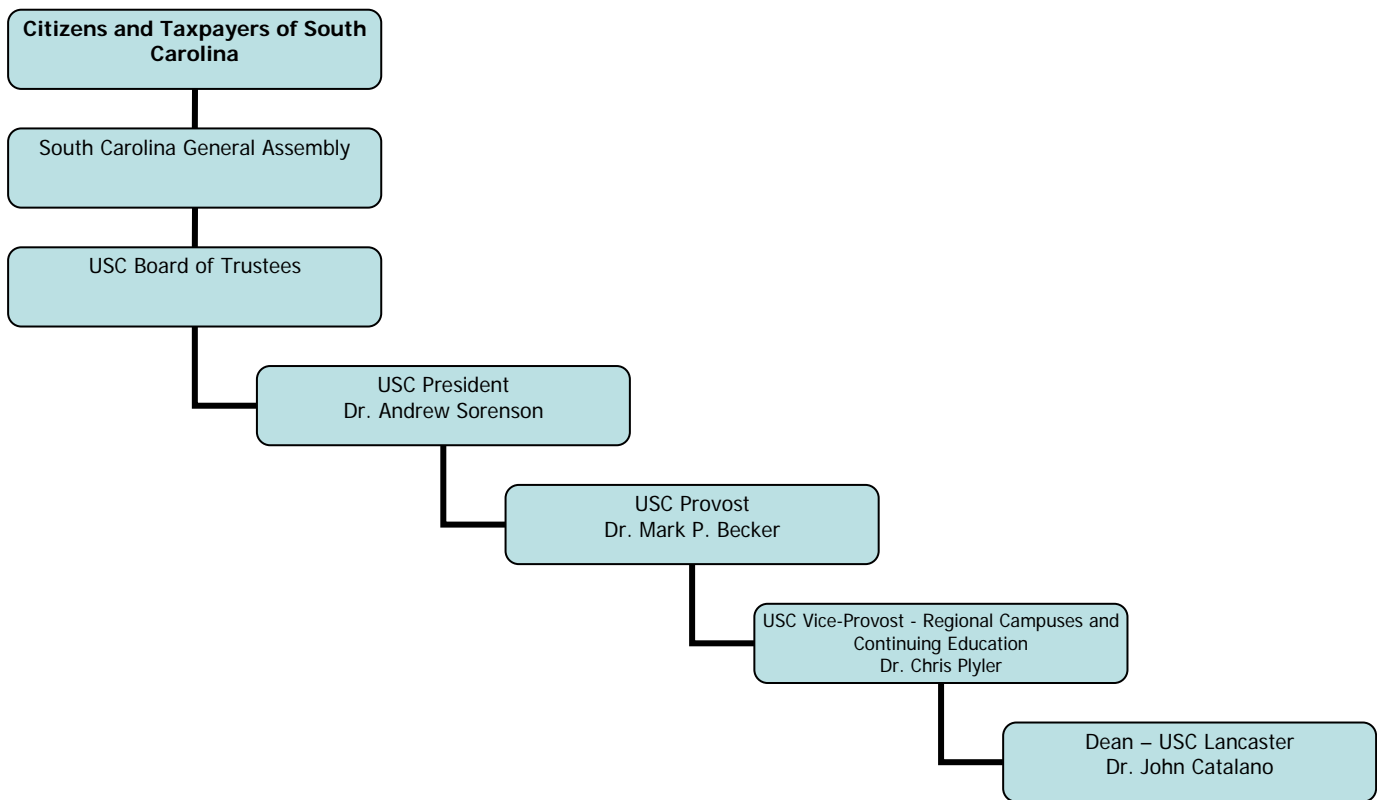 Citizens and Taxpayers of South
Carolina
South Carolina General Assembly
USC Board of Trustees
USC President
Dr. Andrew Sorenson
USC Provost
Dr. Mark P. Becker
USC Vice-Provost - Regional Campuses and
Continuing Education
Dr. Chris Plyler
Dean – USC Lancaster
Dr. John Catalano